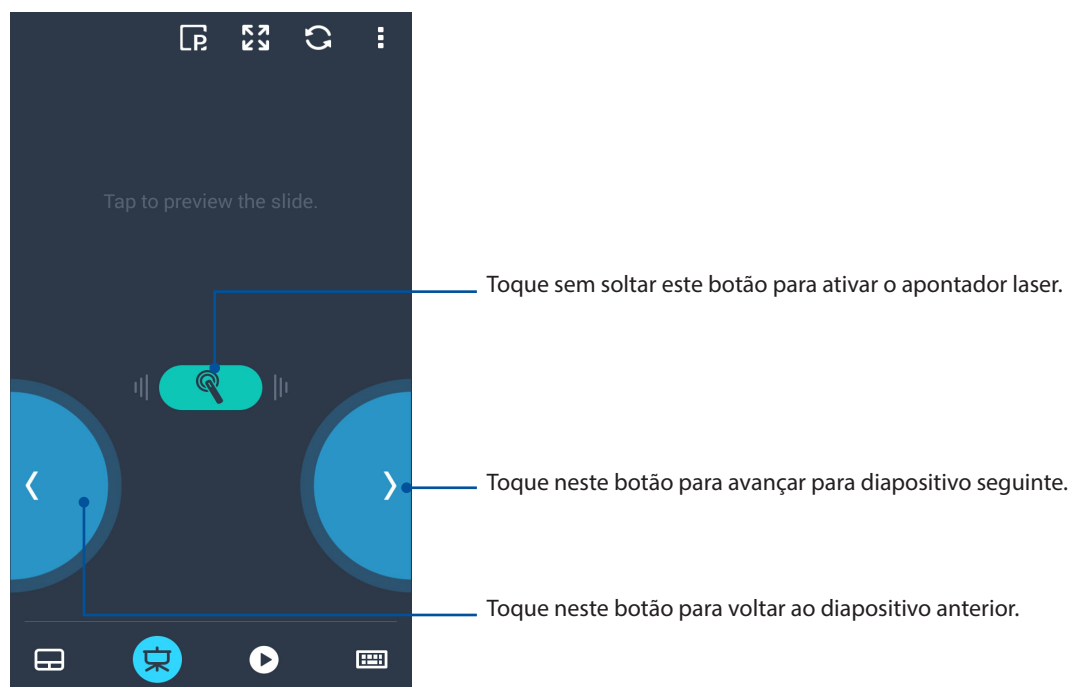 P
Tap to preview the slide.
Toque sem soltar este botão para ativar o apontador laser.
Toque neste botão para avançar para diapositivo seguinte.
Toque neste botão para voltar ao diapositivo anterior.